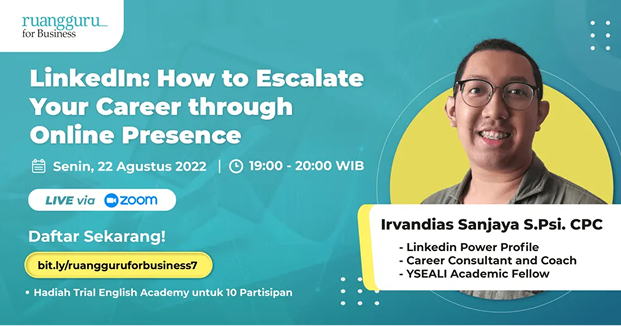 ruangguru
for Business
LinkedIn: How to Escalate
Your Career through
Online Presence
Senin, 22 Agustus 2022 | 19:00 - 20:00 WIB
LIVE via zoom
Daftar Sekarang!
bit.ly/ruangguruforbusiness7
• Hadiah Trial English Academy untuk 10 Partisipan
Irvandias Sanjaya S.Psi. CPC
- Linkedin Power Profile
- Career Consultant and Coach
- YSEALI Academic Fellow